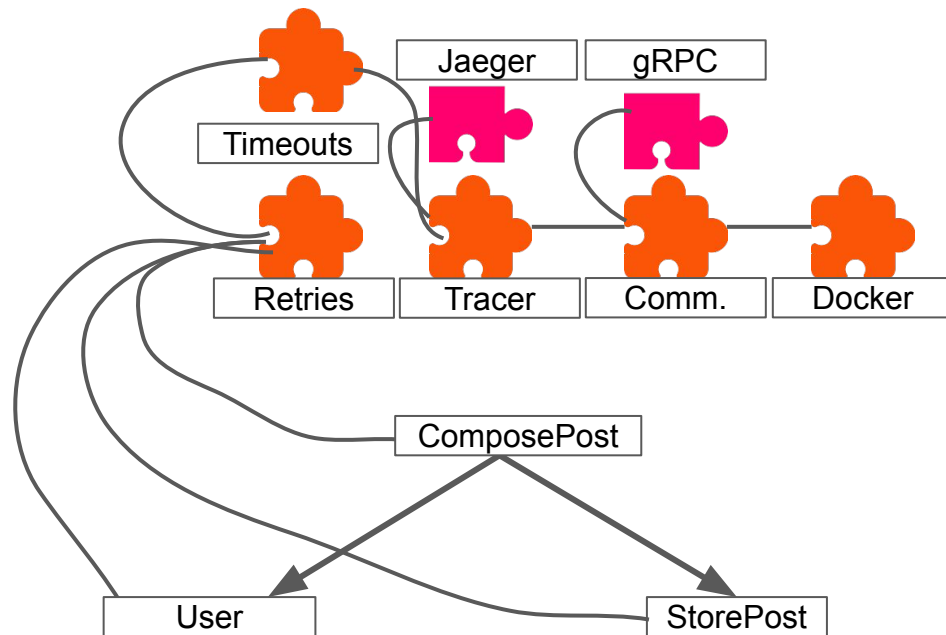 Jaeger
gRPC
Timeouts
Retries
Tracer
Comm.
Docker
ComposePost
User
StorePost